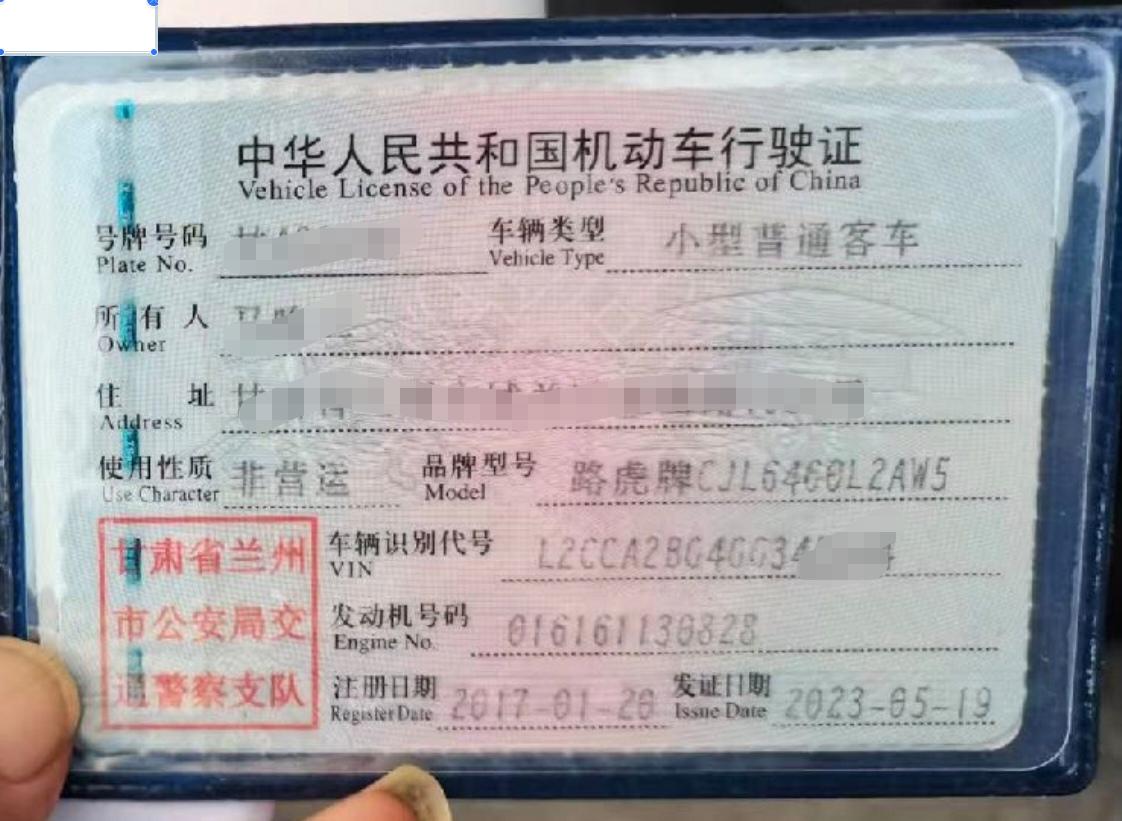 中华人民共和国机动车行驶证
Vehicle License of the People's Republic of China
号牌号码 车辆类型 小型普通客车
Plate No. Vehicle Type
所有人
Owner
住址
Address
使用性质 非营运 品牌型号 路虎牌CJL6460L2AW5
Use Character Model
甘肃省兰州 车辆识别代号 L2CCA2BG4GG34
VIN
市公安局交 发动机号码 016161130828
Engine No.
通警察支队 注册日期 2017-01-20 发证日期 2023-05-19
Register Date Issue Date